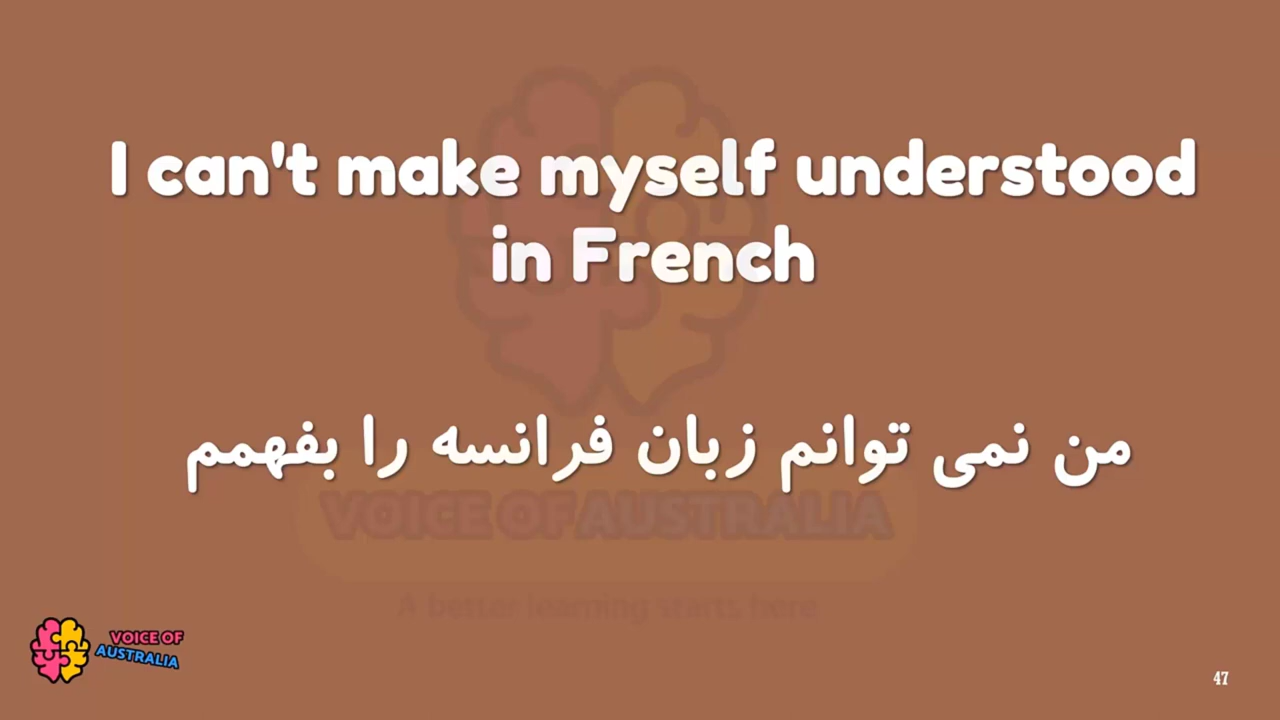 I can't make myself understood
in French
من نمی توانم زبان فرانسه را بفهمم
VOICE OF AUSTRALIA
A better learning starts here
VOICE OF
AUSTRALIA
47